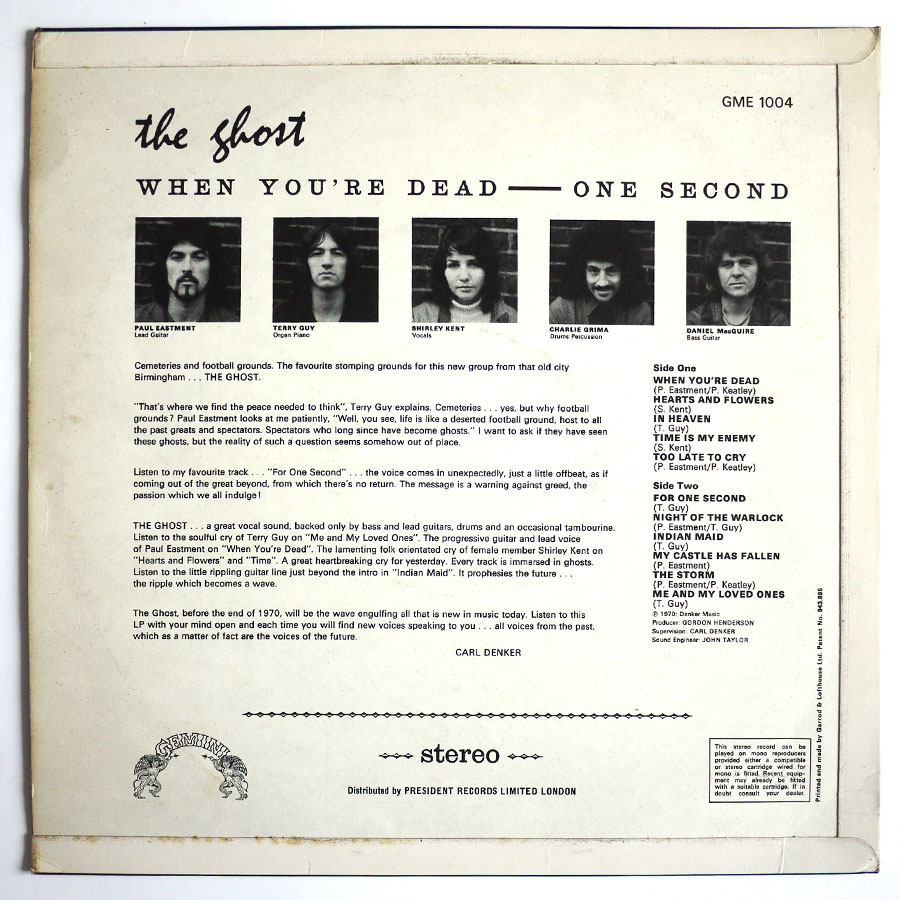 GME 1004
the ghost
WHEN YOU'RE DEAD — ONE SECOND
PAUL EASTMENT
Lead Guitar
TERRY GUY
Organ Piano
SHIRLEY KENT
Vocals
CHARLIE GRIMA
Drums Percussion
DANIEL MacGUIRE
Bass Guitar
Cemeteries and football grounds. The favourite stomping grounds for this new group from that old city
Birmingham . . . THE GHOST.
"That's where we find the peace needed to think", Terry Guy explains. Cemeteries . . . yes, but why football
grounds? Paul Eastment looks at me patiently, "Well, you see, life is like a deserted football ground, host to all
the past greats and spectators. Spectators who long since have become ghosts." I want to ask if they have seen
these ghosts, but the reality of such a question seems somehow out of place.
Listen to my favourite track . . . "For One Second" . . . the voice comes in unexpectedly, just a little offbeat, as if
coming out of the great beyond, from which there's no return. The message is a warning against greed, the
passion which we all indulge!
THE GHOST . . . a great vocal sound, backed only by bass and lead guitars, drums and an occasional tambourine.
Listen to the soulful cry of Terry Guy on "Me and My Loved Ones". The progressive guitar and lead voice
of Paul Eastment on "When You're Dead". The lamenting folk orientated cry of female member Shirley Kent on
"Hearts and Flowers" and "Time". A great heartbreaking cry for yesterday. Every track is immersed in ghosts.
Listen to the little rippling guitar line just beyond the intro in "Indian Maid". It prophesies the future . . .
the ripple which becomes a wave.
The Ghost, before the end of 1970, will be the wave engulfing all that is new in music today. Listen to this
LP with your mind open and each time you will find new voices speaking to you . . . all voices from the past,
which as a matter of fact are the voices of the future.
CARL DENKER
Side One
WHEN YOU'RE DEAD
(P. Eastment/P. Keatley)
HEARTS AND FLOWERS
(S. Kent)
IN HEAVEN
(T. Guy)
TIME IS MY ENEMY
(S. Kent)
TOO LATE TO CRY
(P. Eastment/P. Keatley)
Side Two
FOR ONE SECOND
(T. Guy)
NIGHT OF THE WARLOCK
(P. Eastment/T. Guy)
INDIAN MAID
(T. Guy)
MY CASTLE HAS FALLEN
(P. Eastment)
THE STORM
(P. Eastment/P. Keatley)
ME AND MY LOVED ONES
(T. Guy)
℗ 1970: Denker Music
Producer: GORDON HENDERSON
Supervision: CARL DENKER
Sound Engineer: JOHN TAYLOR
Printed and made by Garrod & Lofthouse Ltd. Patent No. 943,895
GEMINI
stereo
Distributed by PRESIDENT RECORDS LIMITED LONDON
This stereo record can be
played on mono reproducers
provided either a compatible
or stereo cartridge wired for
mono is fitted. Recent equip-
ment may already be fitted
with a suitable cartridge. If in
doubt consult your dealer.